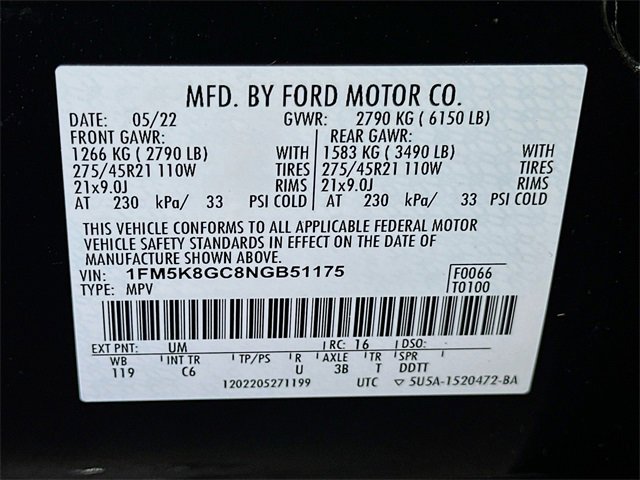 MFD. BY FORD MOTOR CO.
DATE: 05/22 GVWR: 2790 KG ( 6150 LB)
FRONT GAWR: REAR GAWR:
1266 KG ( 2790 LB) WITH 1583 KG ( 3490 LB) WITH
275/45R21 110W TIRES 275/45R21 110W TIRES
21x9.0J RIMS 21x9.0J RIMS
AT 230 kPa/ 33 PSI COLD AT 230 kPa/ 33 PSI COLD
THIS VEHICLE CONFORMS TO ALL APPLICABLE FEDERAL MOTOR
VEHICLE SAFETY STANDARDS IN EFFECT ON THE DATE OF
MANUFACTURE SHOWN ABOVE.
VIN: 1FM5K8GC8NGB51175 F0066
TYPE: MPV T0100
EXT PNT: UM RC: 16 DSO:
WB INT TR TP/PS R AXLE TR SPR
119 C6 U 3B T DDTT
1202205271199 UTC ▽ 5U5A-1520472-BA